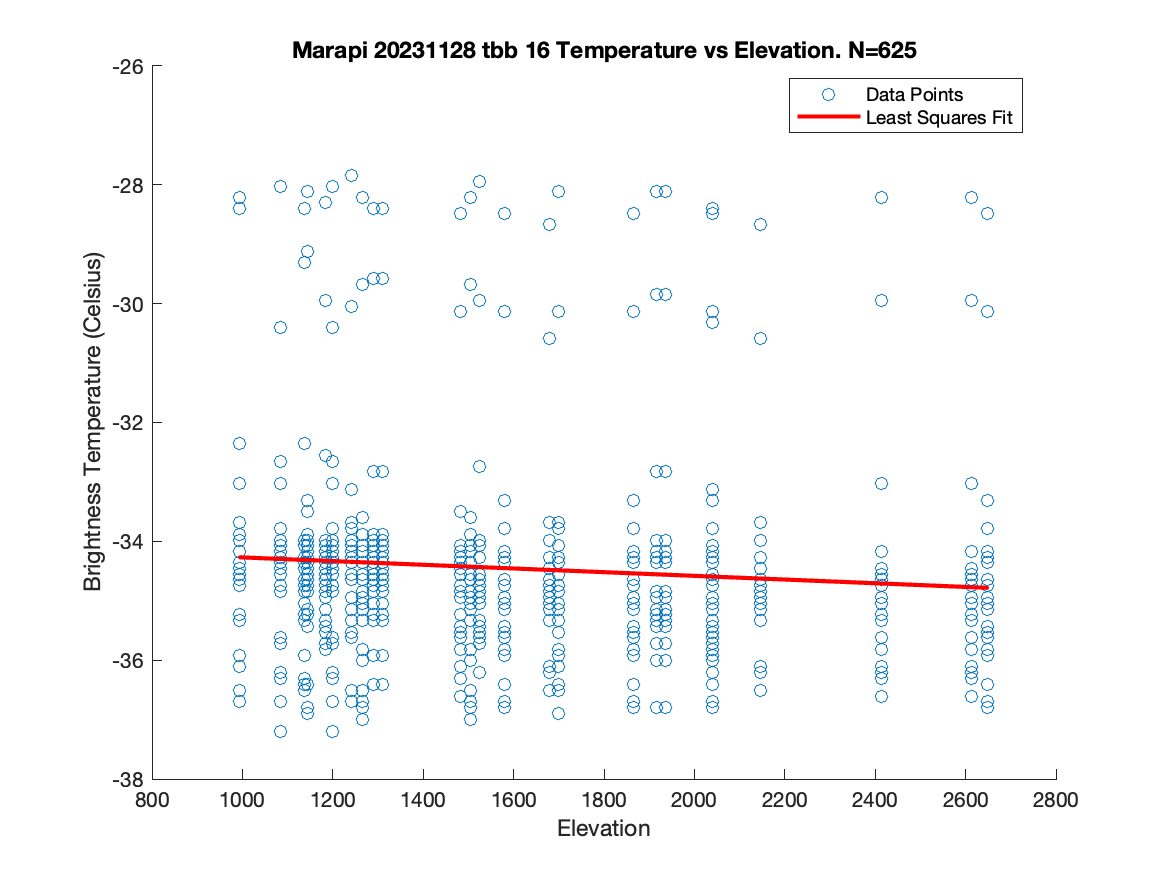 Marapi 20231128 tbb 16 Temperature vs Elevation. N=625
Data Points
Least Squares Fit
Brightness Temperature (Celsius)
-26
-28
-30
-32
-34
-36
-38
800 1000 1200 1400 1600 1800 2000 2200 2400 2600 2800
Elevation